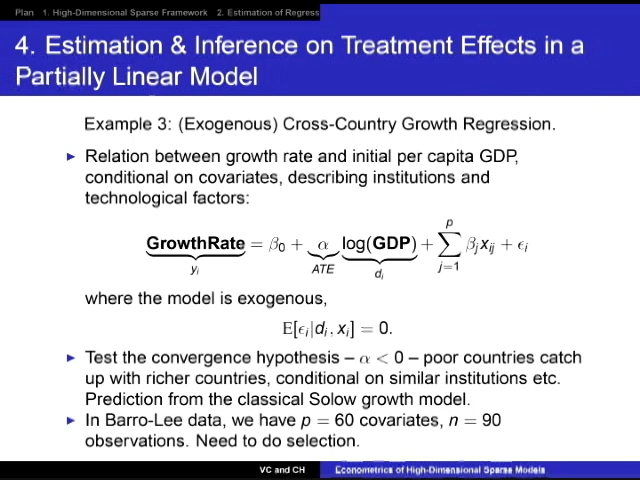 Plan 1. High-Dimensional Sparse Framework 2. Estimation of Regress
4. Estimation & Inference on Treatment Effects in a
Partially Linear Model
Example 3: (Exogenous) Cross-Country Growth Regression.
► Relation between growth rate and initial per capita GDP,
conditional on covariates, describing institutions and
technological factors:
GrowthRate = β0 + α log(GDP) + ∑_{j=1}^{p} βjxij + ϵi
yi ATE di
where the model is exogenous,
E[ϵi|di, xi] = 0.
► Test the convergence hypothesis – α < 0 – poor countries catch
up with richer countries, conditional on similar institutions etc.
Prediction from the classical Solow growth model.
► In Barro-Lee data, we have p = 60 covariates, n = 90
observations. Need to do selection.
VC and CH Econometrics of High-Dimensional Sparse Models